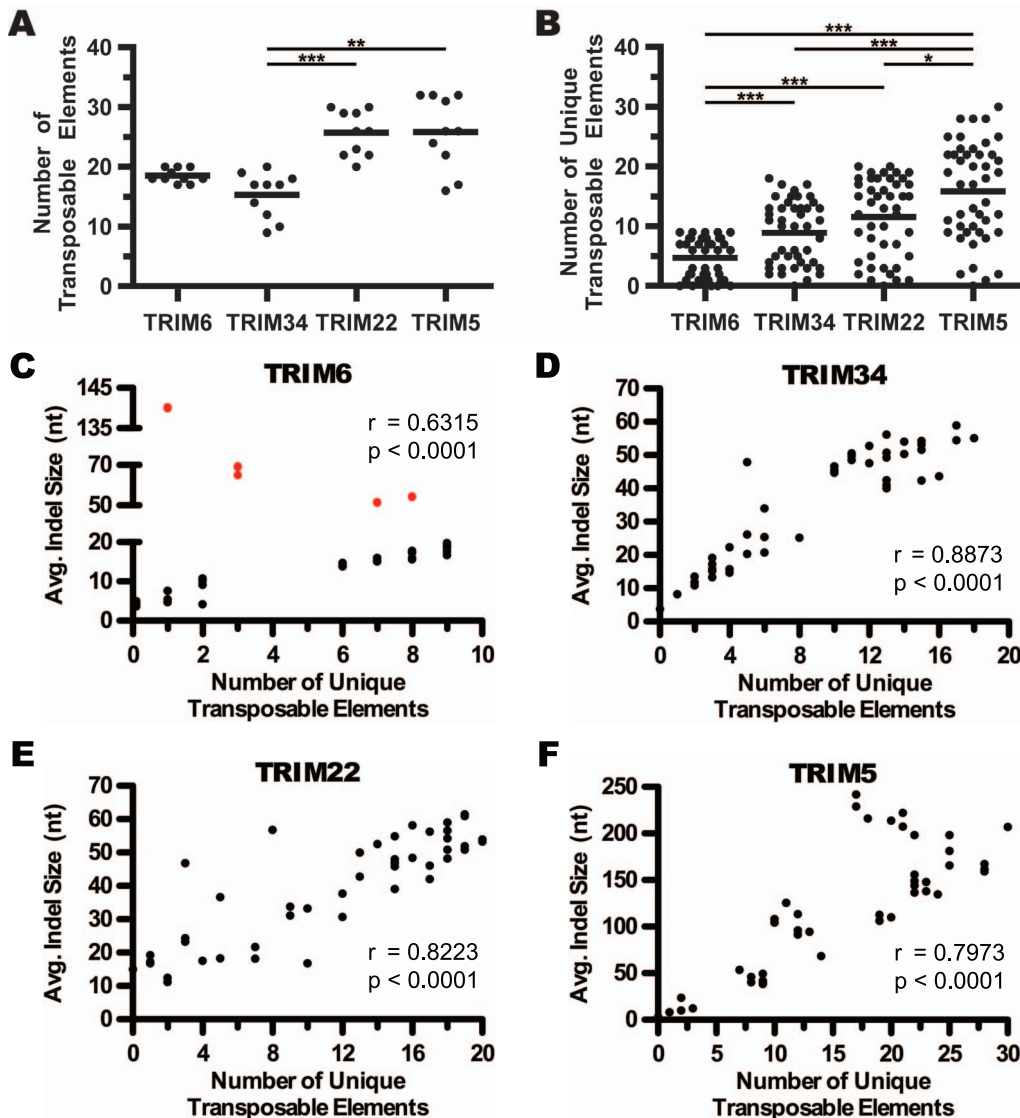 A
Number of
Transposable Elements
40
30
20
10
0
**
***
TRIM6 TRIM34 TRIM22 TRIM5
B
Number of Unique
Transposable Elements
40
30
20
10
0
***
***
*
***
***
TRIM6 TRIM34 TRIM22 TRIM5
C
TRIM6
Avg. Indel Size (nt)
145
135
70
50
20
10
0
r = 0.6315
p < 0.0001
0 2 4 6 8 10
Number of Unique
Transposable Elements
D
TRIM34
Avg. Indel Size (nt)
70
60
50
40
30
20
10
0
r = 0.8873
p < 0.0001
0 4 8 12 16 20
Number of Unique
Transposable Elements
E
TRIM22
Avg. Indel Size (nt)
70
60
50
40
30
20
10
0
r = 0.8223
p < 0.0001
0 4 8 12 16 20
Number of Unique
Transposable Elements
F
TRIM5
Avg. Indel Size (nt)
250
200
150
100
50
0
r = 0.7973
p < 0.0001
0 5 10 15 20 25 30
Number of Unique
Transposable Elements